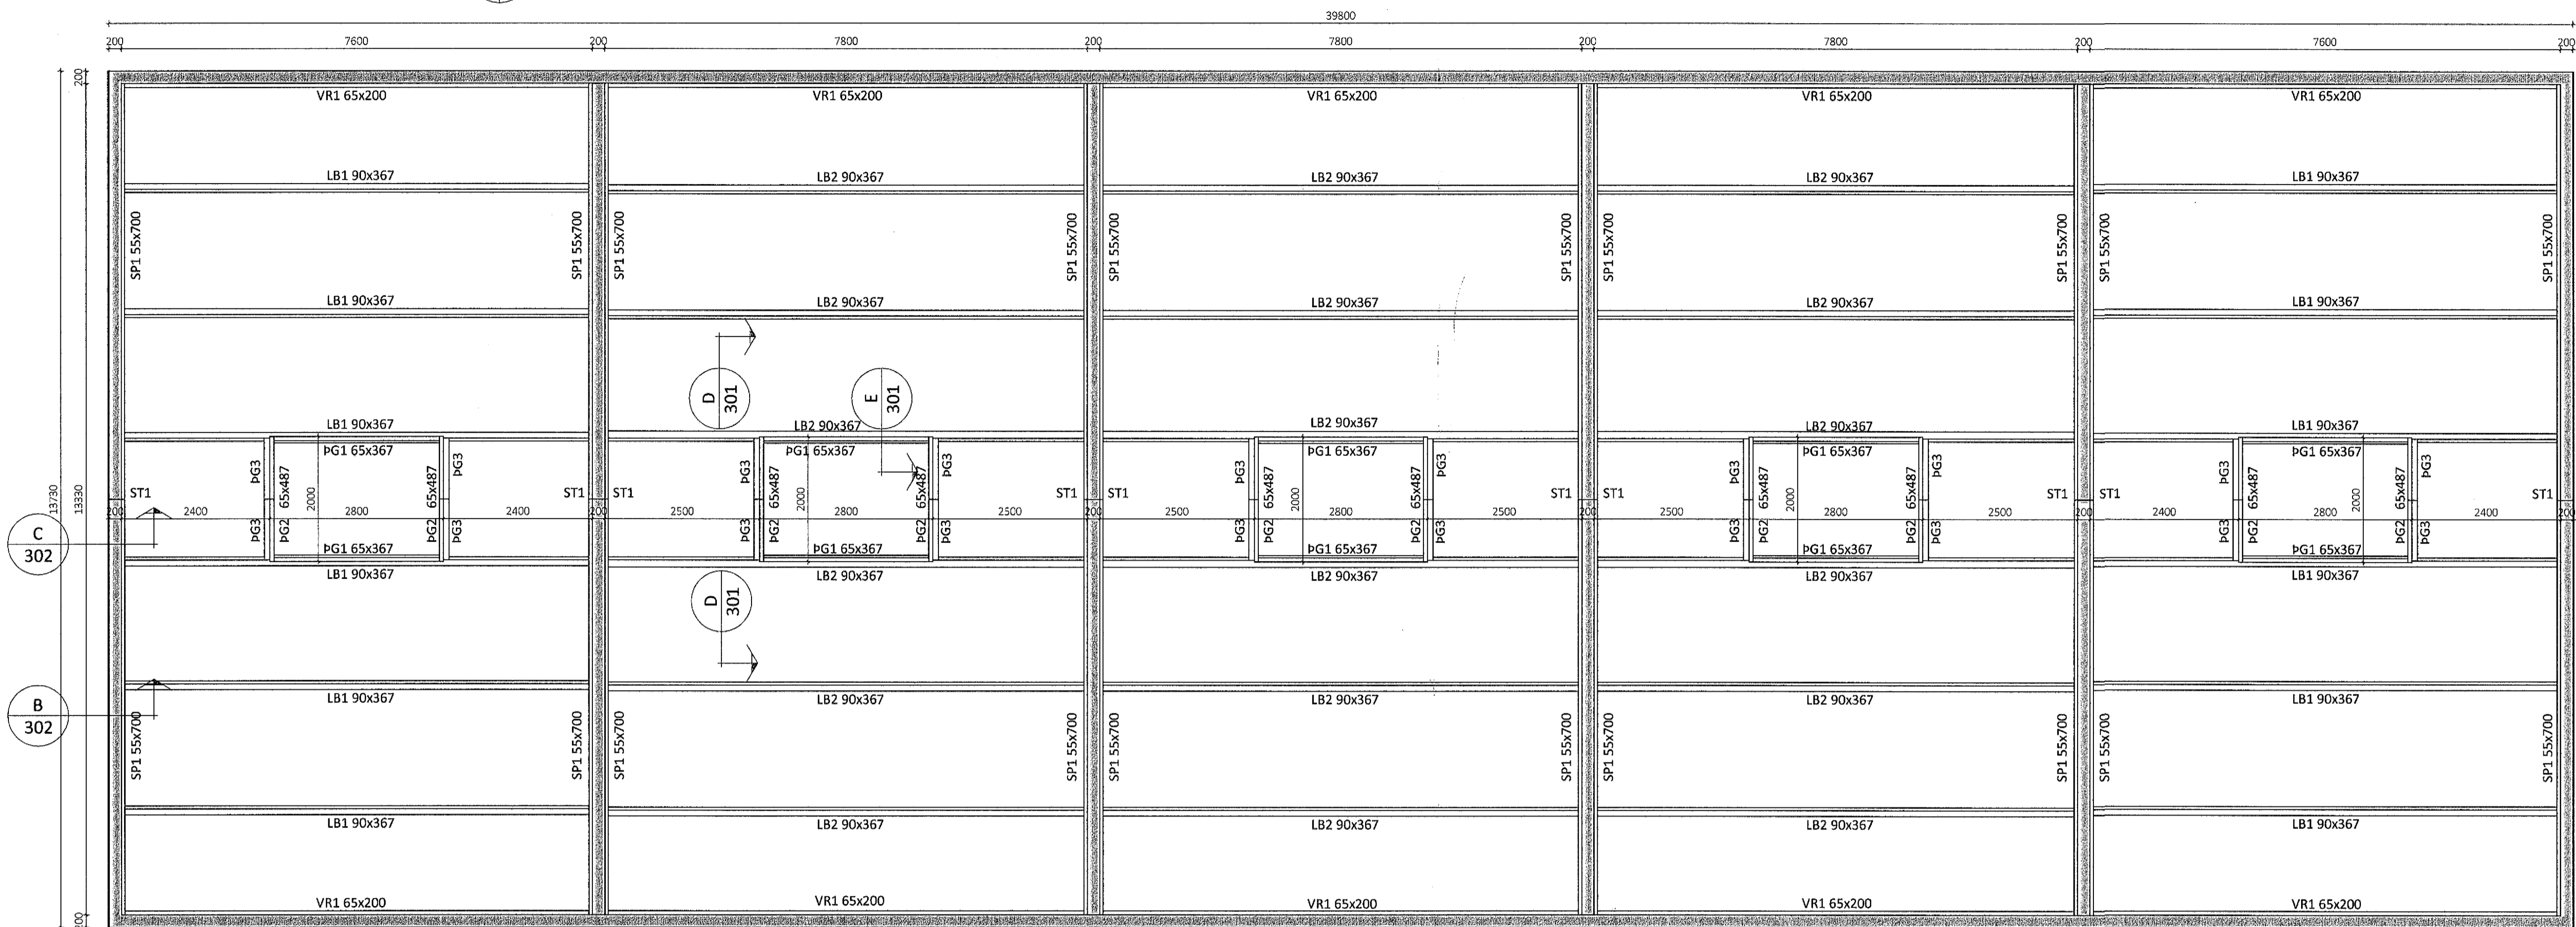 39800
200 7600 200 7800 200 7800 200 7800 200 7600 200
200
VR1 65x200 VR1 65x200 VR1 65x200 VR1 65x200 VR1 65x200
LB1 90x367 LB2 90x367 LB2 90x367 LB2 90x367 LB1 90x367
SP1 55x700 SP1 55x700 SP1 55x700 SP1 55x700 SP1 55x700 SP1 55x700 SP1 55x700 SP1 55x700 SP1 55x700 SP1 55x700
LB1 90x367 LB2 90x367 LB2 90x367 LB2 90x367 LB1 90x367
D 301 E 301
LB1 90x367 LB2 90x367 LB2 90x367 LB2 90x367 LB1 90x367
ÞG1 65x367 ÞG1 65x367 ÞG1 65x367 ÞG1 65x367 ÞG1 65x367
ÞG3 ÞG3 ÞG3 ÞG3 ÞG3 ÞG3 ÞG3 ÞG3 ÞG3 ÞG3
ÞG2 65x487 ÞG2 65x487 ÞG2 65x487 ÞG2 65x487 ÞG2 65x487 ÞG2 65x487 ÞG2 65x487 ÞG2 65x487 ÞG2 65x487 ÞG2 65x487
13730 13330
ST1 ST1 ST1 ST1 ST1 ST1 ST1 ST1 ST1 ST1
2000 2000 2000 2000 2000
200 2400 2800 2400 200 2500 2800 2500 200 2500 2800 2500 200 2500 2800 2500 200 2400 2800 2400 200
ÞG3 ÞG3 ÞG3 ÞG3 ÞG3 ÞG3 ÞG3 ÞG3 ÞG3 ÞG3
C
302
ÞG1 65x367 ÞG1 65x367 ÞG1 65x367 ÞG1 65x367 ÞG1 65x367
LB1 90x367 LB2 90x367 LB2 90x367 LB2 90x367 LB1 90x367
D 301
B
302
LB1 90x367 LB2 90x367 LB2 90x367 LB2 90x367 LB1 90x367
SP1 55x700 SP1 55x700 SP1 55x700 SP1 55x700 SP1 55x700 SP1 55x700 SP1 55x700 SP1 55x700 SP1 55x700 SP1 55x700
LB1 90x367 LB2 90x367 LB2 90x367 LB2 90x367 LB1 90x367
VR1 65x200 VR1 65x200 VR1 65x200 VR1 65x200 VR1 65x200
200